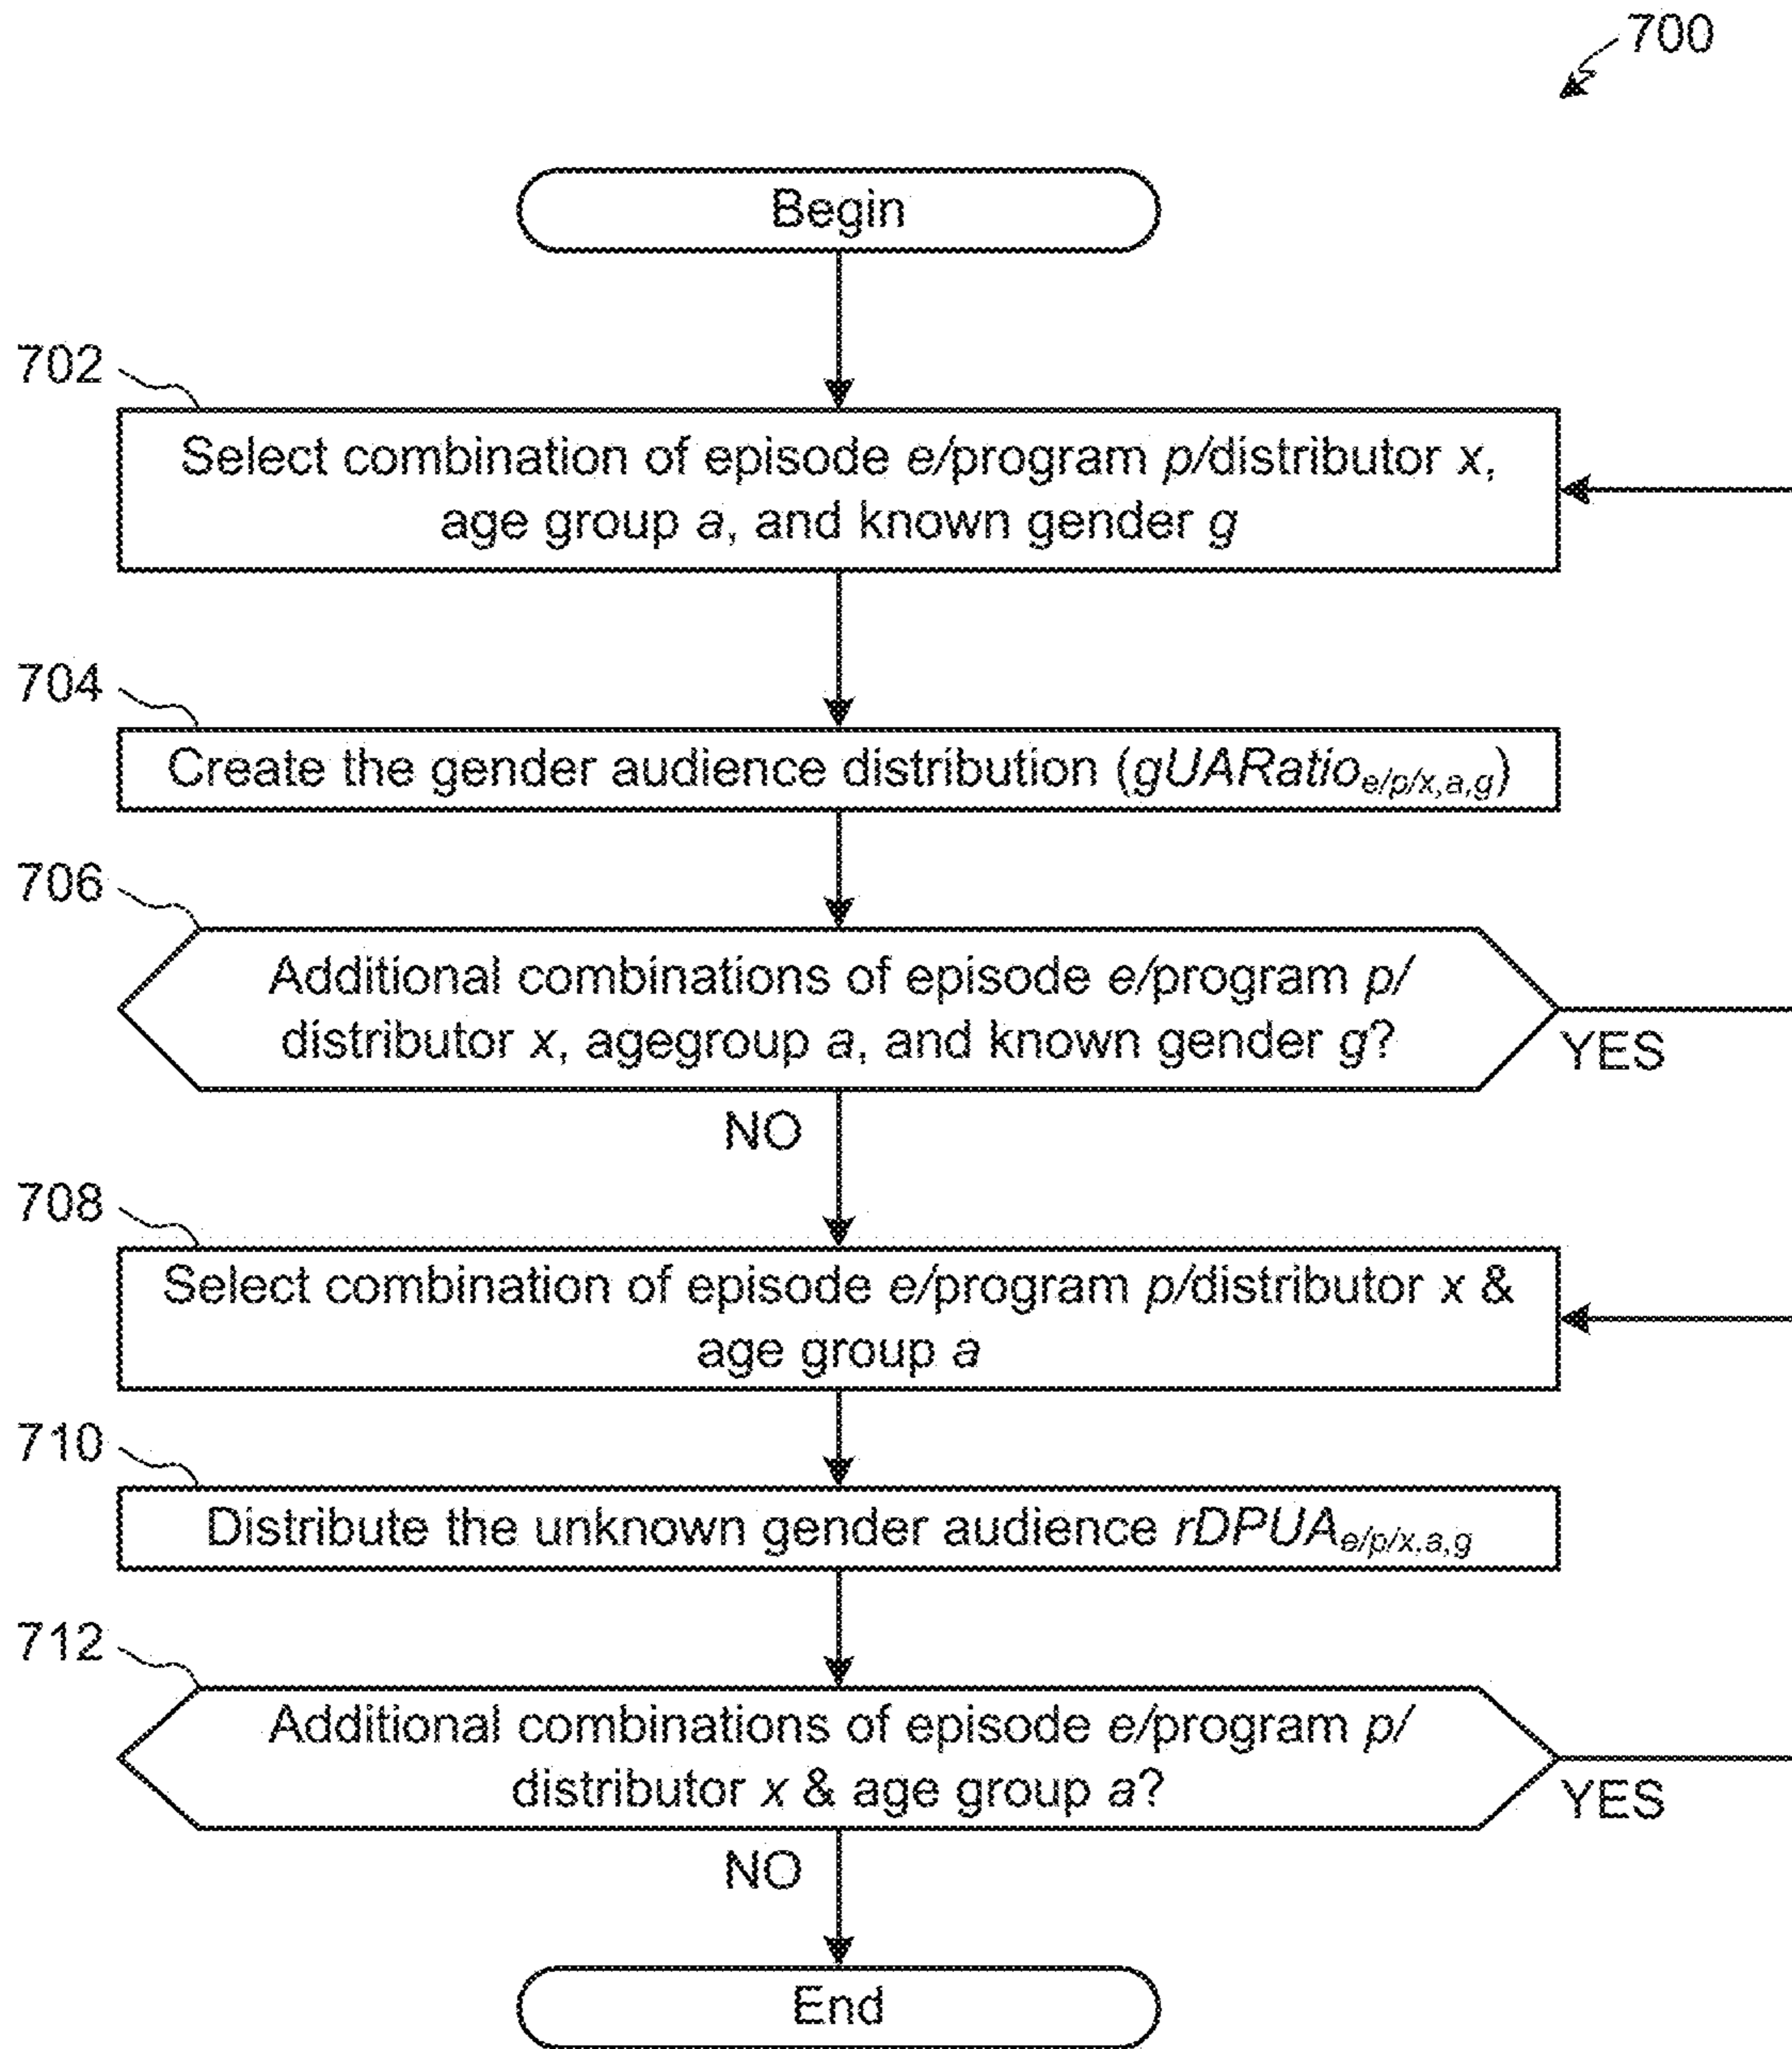 700
Begin
702
Select combination of episode e/program p/distributor x,
age group a, and known gender g
704
Create the gender audience distribution (gUARatio e/p/x,a,g)
706
Additional combinations of episode e/program p/
distributor x, agegroup a, and known gender g?
YES
NO
708
Select combination of episode e/program p/distributor x &
age group a
710
Distribute the unknown gender audience rDPUA e/p/x,a,g
712
Additional combinations of episode e/program p/
distributor x & age group a?
YES
NO
End